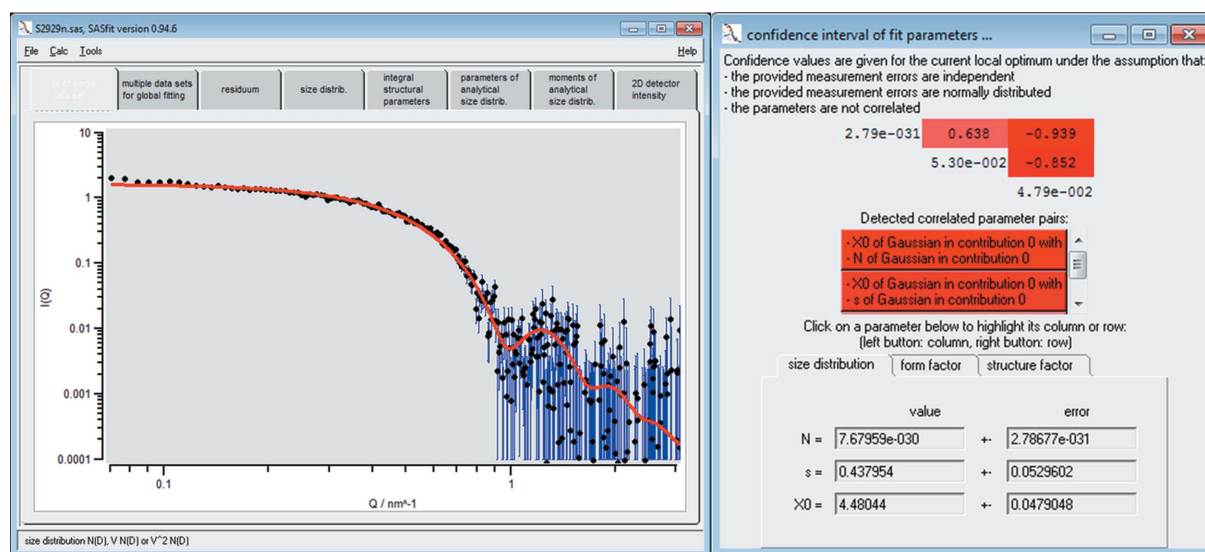 S2929n.sas, SASfit version 0.94.6
File Calc Tools Help
fit of single data set
multiple data sets for global fitting
residuum
size distrib.
integral structural parameters
parameters of analytical size distrib.
moments of analytical size distrib.
2D detector intensity
10
1
0.1
0.01
0.001
0.0001
I(Q)
0.1 1
Q / nm^-1
size distribution N(D), V N(D) or V^2 N(D)
confidence interval of fit parameters ...
Confidence values are given for the current local optimum under the assumption that:
- the provided measurement errors are independent
- the provided measurement errors are normally distributed
- the parameters are not correlated
2.79e-031 0.638 -0.939
5.30e-002 -0.852
4.79e-002
Detected correlated parameter pairs:
- X0 of Gaussian in contribution 0 with
- N of Gaussian in contribution 0
- X0 of Gaussian in contribution 0 with
- s of Gaussian in contribution 0
Click on a parameter below to highlight its column or row:
(left button: column, right button: row)
size distribution form factor structure factor
value error
N = 7.67959e-030 +- 2.78677e-031
s = 0.437954 +- 0.0529602
X0 = 4.48044 +- 0.0479048